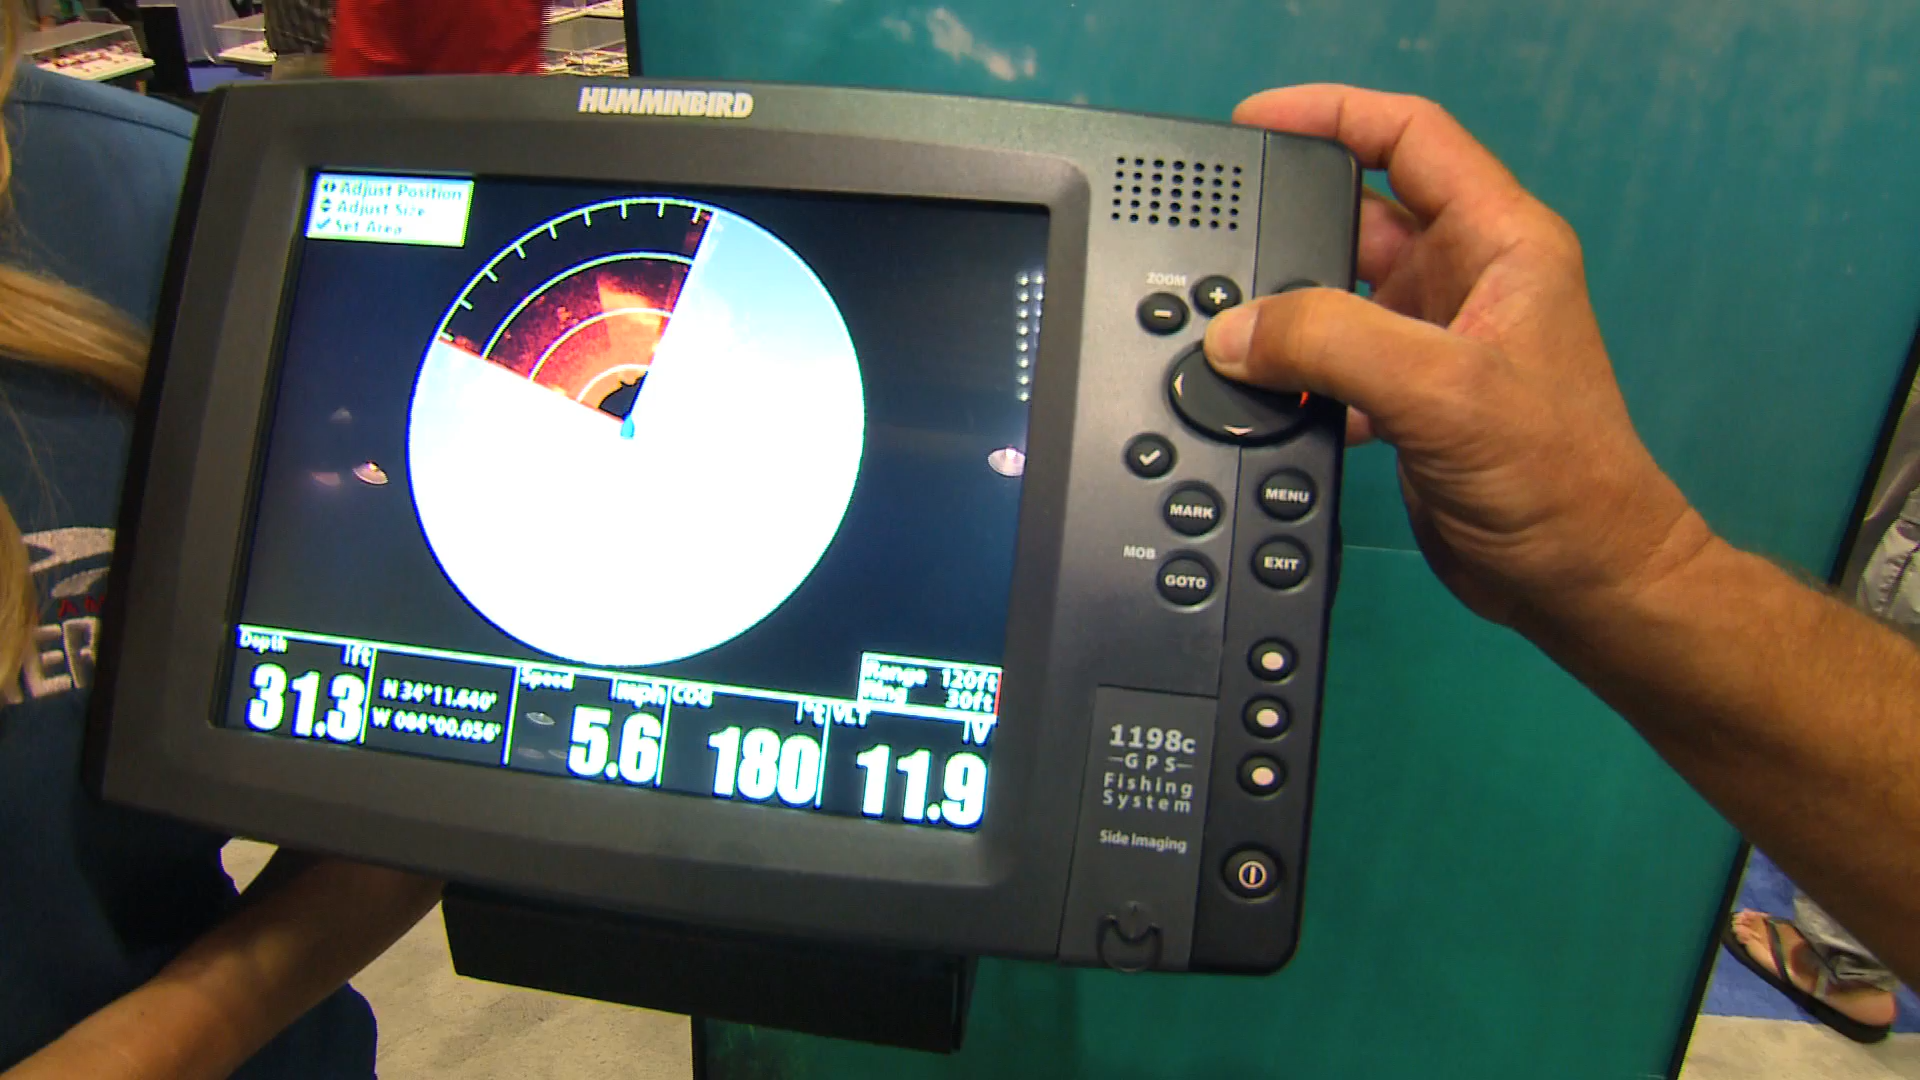 HUMMINBIRD
Adjust Position
Adjust Size
Set Area
ZOOM
+
-
MARK
MENU
MOB
GOTO
EXIT
Range 120ft
Ring 30ft
Depth ft
31.3
N 34°11.640'
W 084°00.056'
Speed mph
5.6
COG °t
180
VLT V
11.9
1198c
-GPS-
Fishing
System
Side Imaging